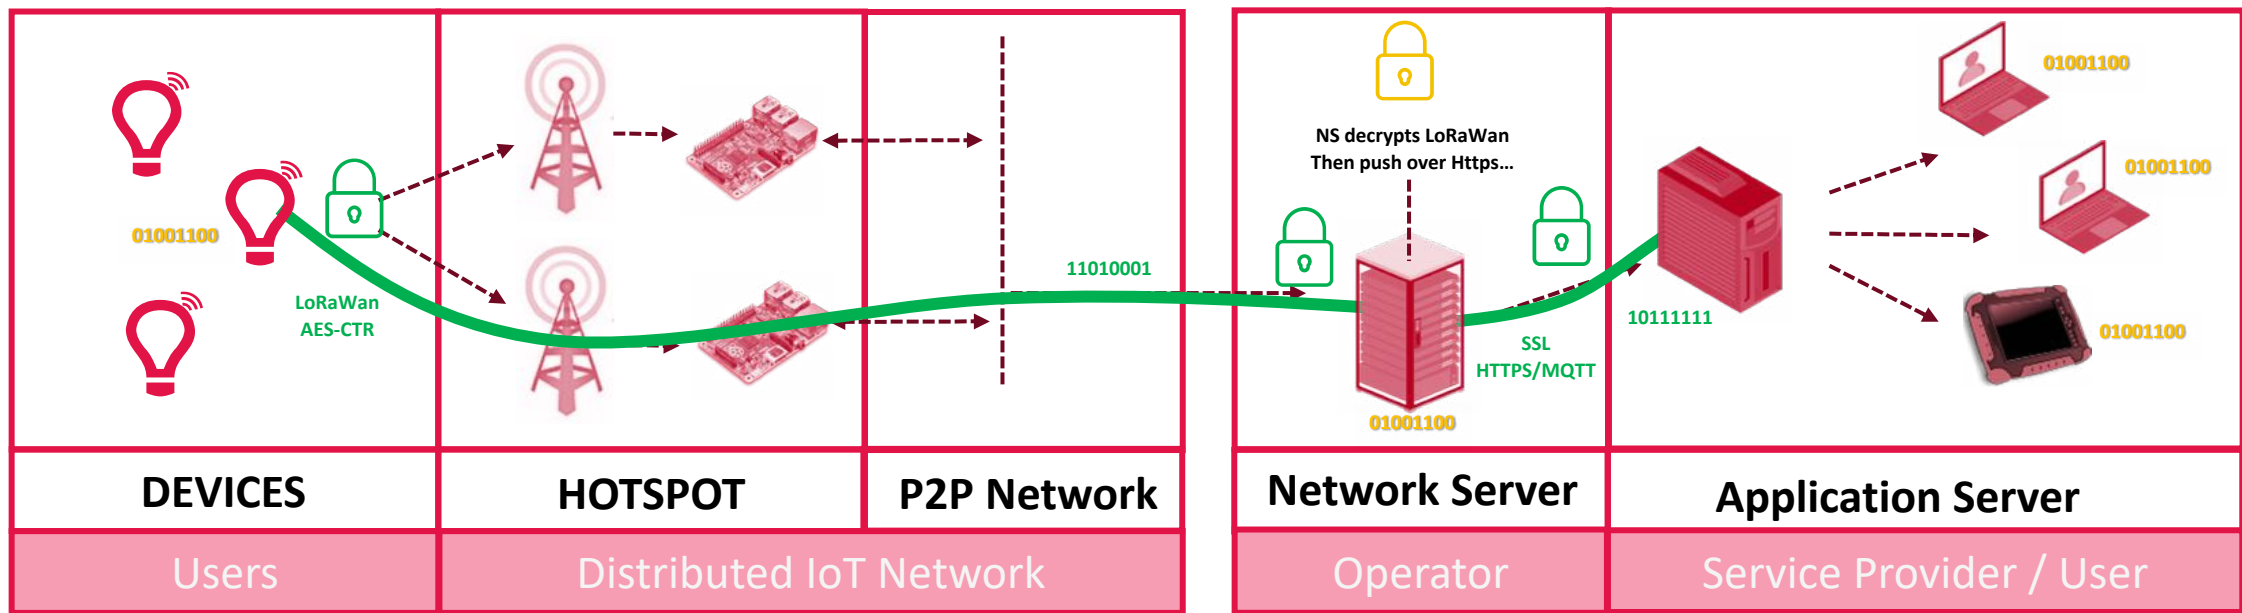 01001100
LoRaWan
AES-CTR
11010001
NS decrypts LoRaWan
Then push over Https...
01001100
SSL
HTTPS/MQTT
10111111
01001100
01001100
01001100
DEVICES
HOTSPOT
P2P Network
Network Server
Application Server
Users
Distributed IoT Network
Operator
Service Provider / User